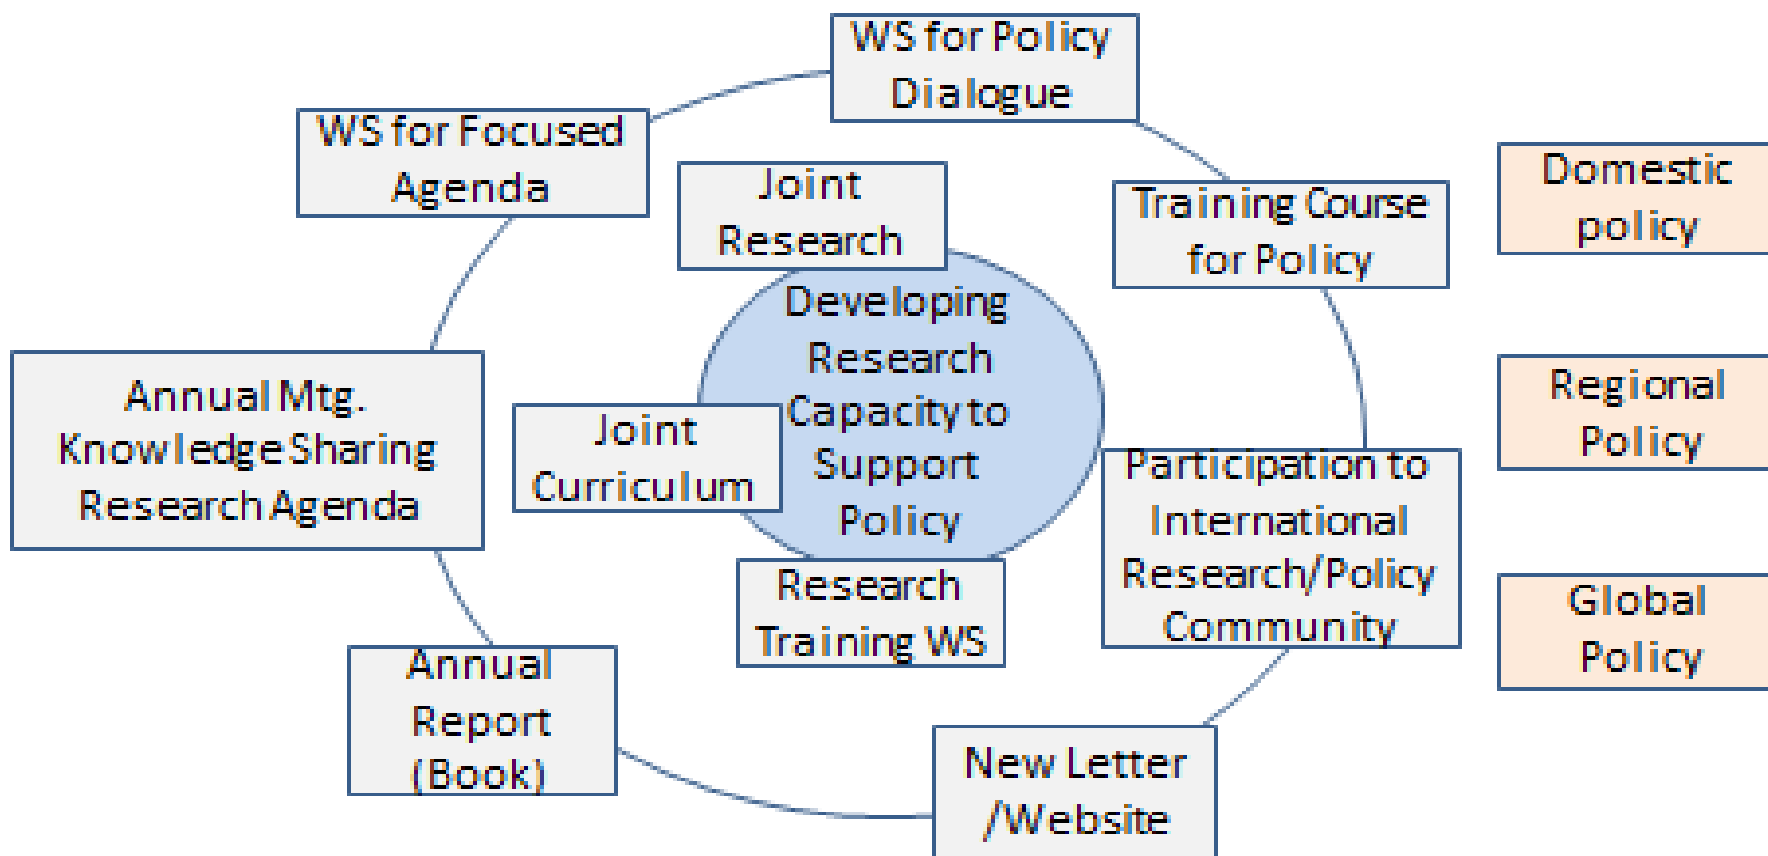 WS for Policy
Dialogue
WS for Focused
Agenda
Joint
Research
Training Course
for Policy
Domestic
policy
Developing
Research
Capacity to
Support
Policy
Annual Mtg.
Knowledge Sharing
Research Agenda
Joint
Curriculum
Regional
Policy
Participation to
International
Research/Policy
Community
Research
Training WS
Global
Policy
Annual
Report
(Book)
New Letter
/Website